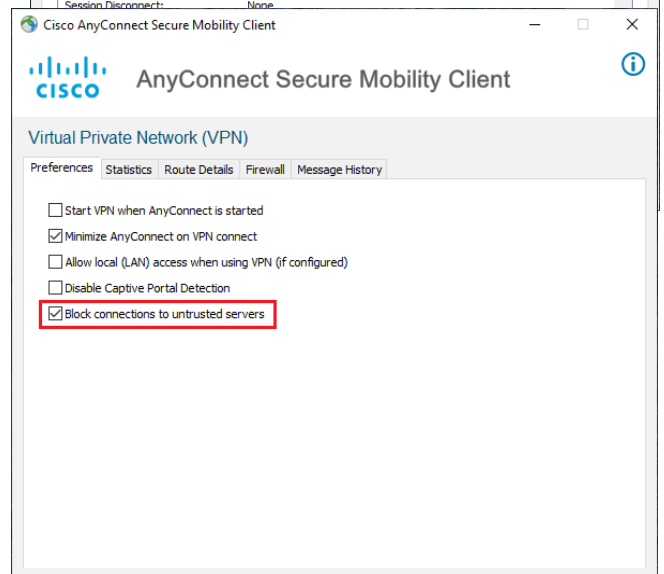 Session Disconnect: None
Cisco AnyConnect Secure Mobility Client
CISCO
AnyConnect Secure Mobility Client
Virtual Private Network (VPN)
Preferences Statistics Route Details Firewall Message History
Start VPN when AnyConnect is started
Minimize AnyConnect on VPN connect
Allow local (LAN) access when using VPN (if configured)
Disable Captive Portal Detection
Block connections to untrusted servers